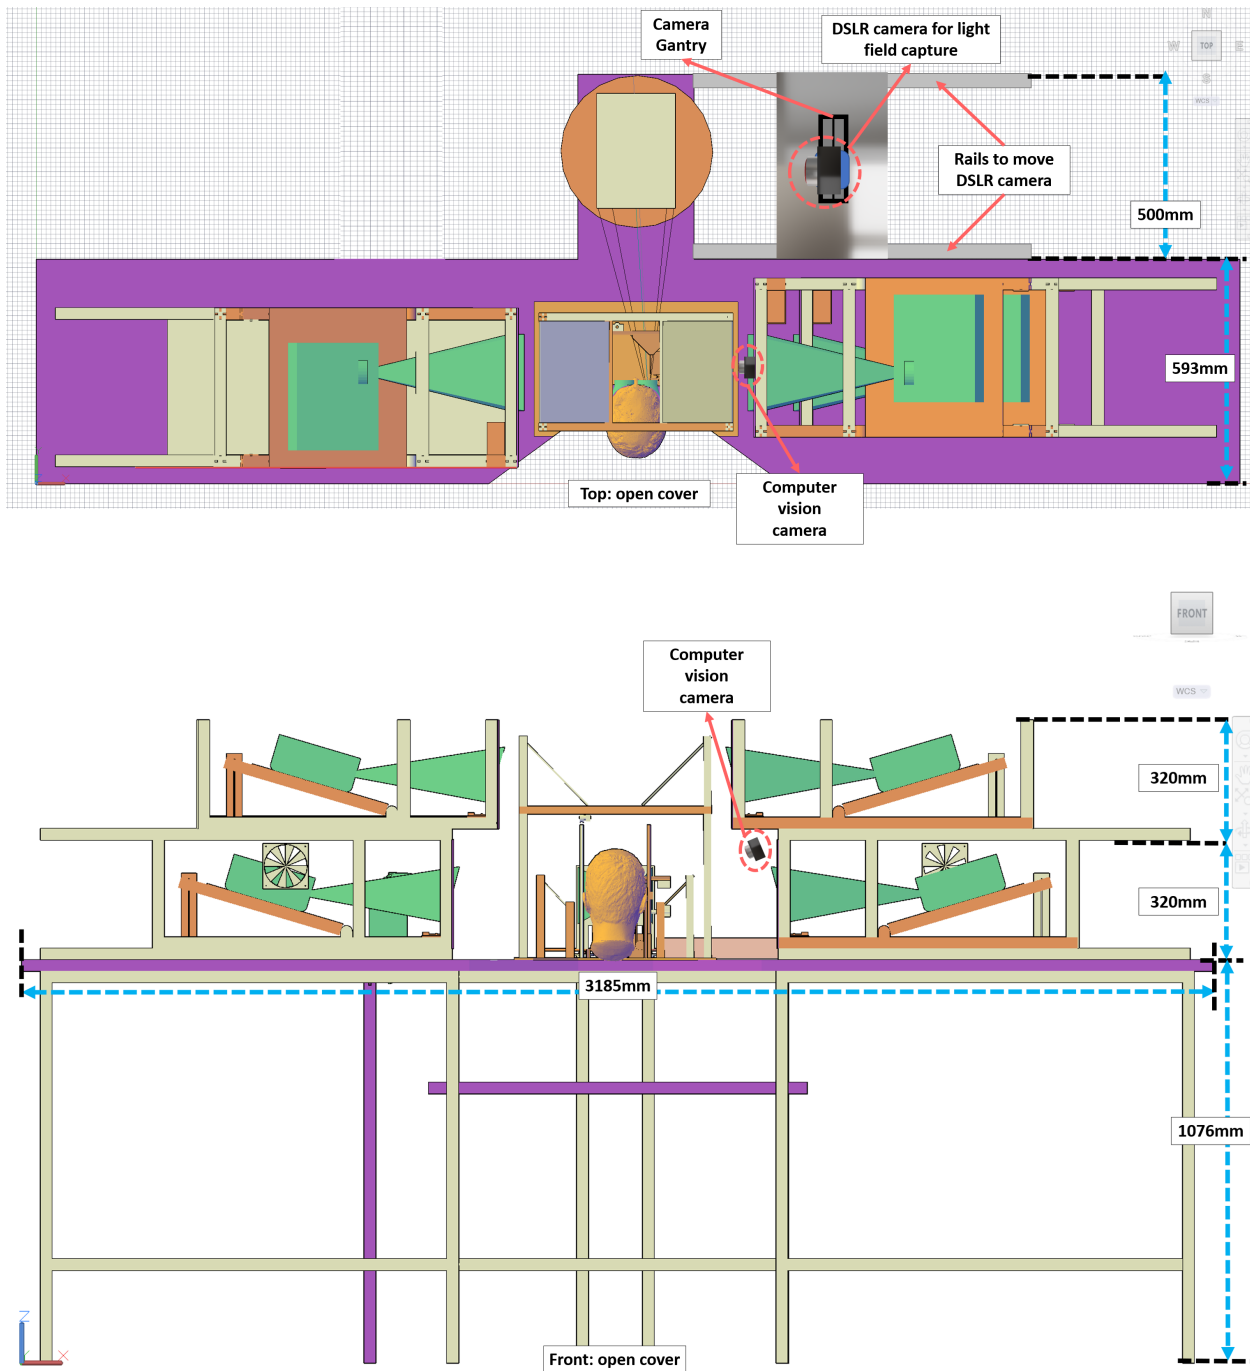 Camera
Gantry
DSLR camera for light
field capture
TOP
S
WCS
Rails to move
DSLR camera
500mm
593mm
Top: open cover
Computer
vision
camera
FRONT
Computer
vision
camera
WCS
320mm
320mm
3185mm
1076mm
Z
X
Front: open cover